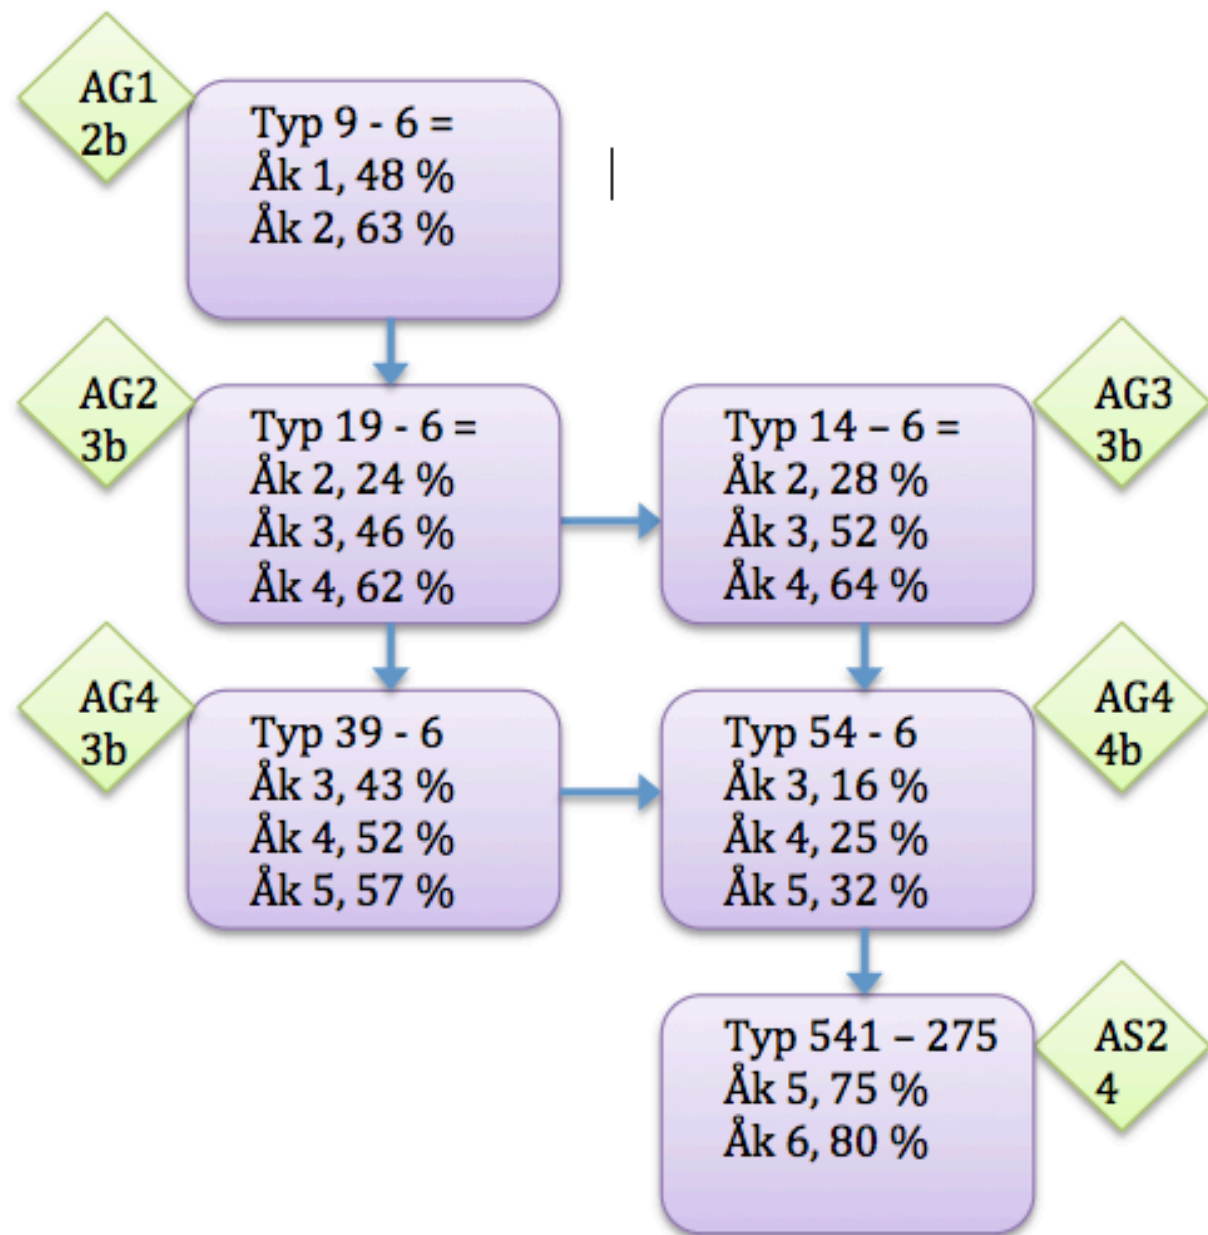 AG1
2b
Typ 9 - 6 =
Åk 1, 48 %
Åk 2, 63 %
AG2
3b
Typ 19 - 6 =
Åk 2, 24 %
Åk 3, 46 %
Åk 4, 62 %
Typ 14 – 6 =
Åk 2, 28 %
Åk 3, 52 %
Åk 4, 64 %
AG3
3b
AG4
3b
Typ 39 - 6
Åk 3, 43 %
Åk 4, 52 %
Åk 5, 57 %
Typ 54 - 6
Åk 3, 16 %
Åk 4, 25 %
Åk 5, 32 %
AG4
4b
Typ 541 – 275
Åk 5, 75 %
Åk 6, 80 %
AS2
4